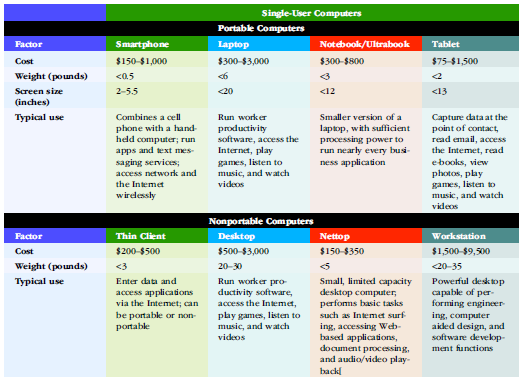 Single-User Computers
Portable Computers
Factor Smartphone Laptop Notebook/Ultrabook Tablet
Cost $150–$1,000 $300–$3,000 $300–$800 $75–$1,500
Weight (pounds) <0.5 <6 <3 <2
Screen size (inches) 2–5.5 <20 <12 <13
Typical use
Combines a cell
phone with a hand-
held computer; run
apps and text mes-
saging services;
access network and
the Internet
wirelessly
Run worker
productivity
software, access the
Internet, play
games, listen to
music, and watch
videos
Smaller version of a
laptop, with sufficient
processing power to
run nearly every busi-
ness application
Capture data at the
point of contact,
read email, access
the Internet, read
e-books, view
photos, play
games, listen to
music, and watch
videos
Nonportable Computers
Factor Thin Client Desktop Nettop Workstation
Cost $200–$500 $500–$3,000 $150–$350 $1,500–$9,500
Weight (pounds) <3 20–30 <5 <20–35
Typical use
Enter data and
access applications
via the Internet; can
be portable or non-
portable
Run worker pro-
ductivity software,
access the Internet,
play games, listen to
music, and watch
videos
Small, limited capacity
desktop computer;
performs basic tasks
such as Internet surf-
ing, accessing Web-
based applications,
document processing,
and audio/video play-
back
Powerful desktop
capable of per-
forming engineer-
ing, computer
aided design, and
software develop-
ment functions